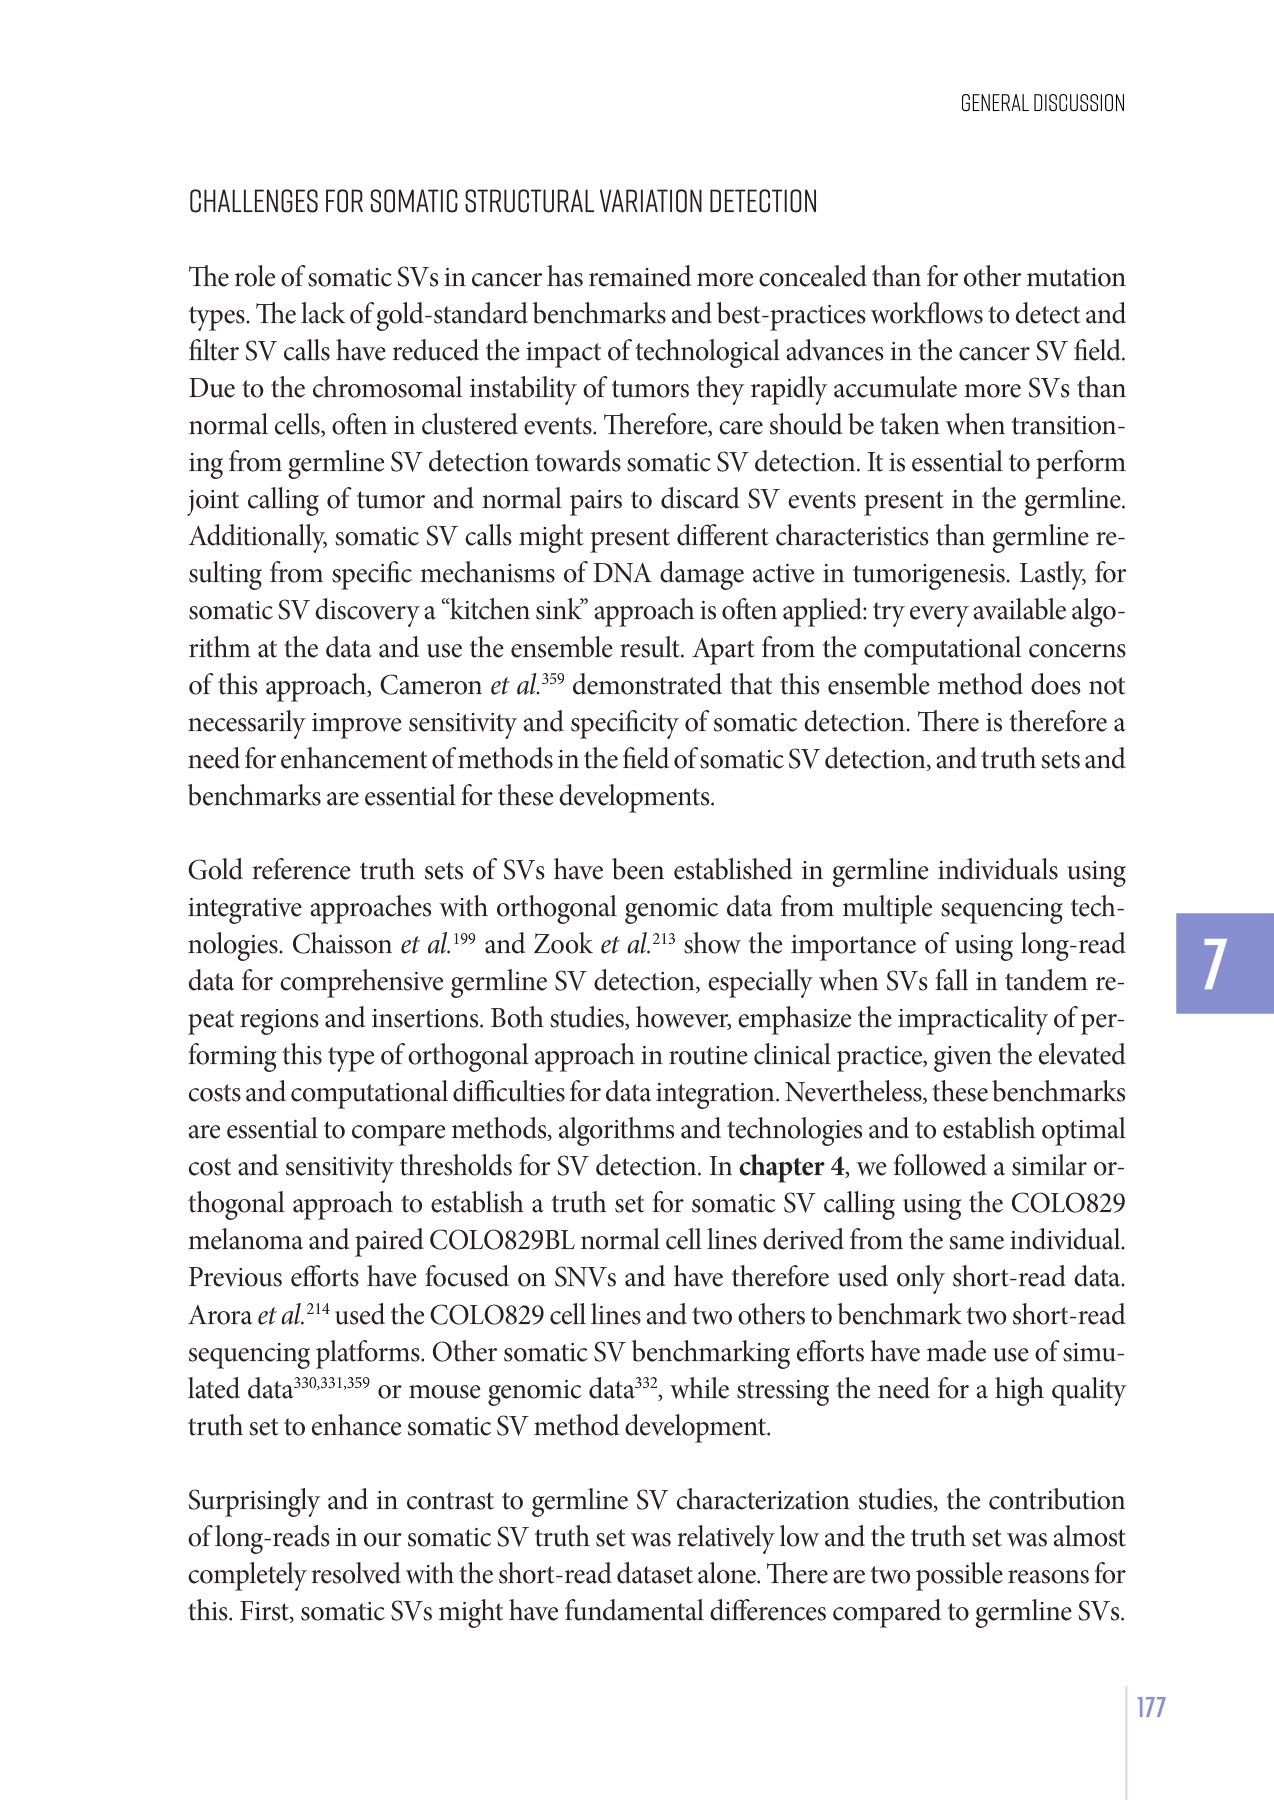 GENERAL DISCUSSION
CHALLENGES FOR SOMATIC STRUCTURAL VARIATION DETECTION
The role of somatic SVs in cancer has remained more concealed than for other mutation
types. The lack of gold-standard benchmarks and best-practices workflows to detect and
filter SV calls have reduced the impact of technological advances in the cancer SV field.
Due to the chromosomal instability of tumors they rapidly accumulate more SVs than
normal cells, often in clustered events. Therefore, care should be taken when transition-
ing from germline SV detection towards somatic SV detection. It is essential to perform
joint calling of tumor and normal pairs to discard SV events present in the germline.
Additionally, somatic SV calls might present different characteristics than germline re-
sulting from specific mechanisms of DNA damage active in tumorigenesis. Lastly, for
somatic SV discovery a “kitchen sink” approach is often applied: try every available algo-
rithm at the data and use the ensemble result. Apart from the computational concerns
of this approach, Cameron et al.359 demonstrated that this ensemble method does not
necessarily improve sensitivity and specificity of somatic detection. There is therefore a
need for enhancement of methods in the field of somatic SV detection, and truth sets and
benchmarks are essential for these developments.
Gold reference truth sets of SVs have been established in germline individuals using
integrative approaches with orthogonal genomic data from multiple sequencing tech-
nologies. Chaisson et al.199 and Zook et al.213 show the importance of using long-read
data for comprehensive germline SV detection, especially when SVs fall in tandem re-
peat regions and insertions. Both studies, however, emphasize the impracticality of per-
forming this type of orthogonal approach in routine clinical practice, given the elevated
costs and computational difficulties for data integration. Nevertheless, these benchmarks
are essential to compare methods, algorithms and technologies and to establish optimal
cost and sensitivity thresholds for SV detection. In chapter 4, we followed a similar or-
thogonal approach to establish a truth set for somatic SV calling using the COLO829
melanoma and paired COLO829BL normal cell lines derived from the same individual.
Previous efforts have focused on SNVs and have therefore used only short-read data.
Arora et al.214 used the COLO829 cell lines and two others to benchmark two short-read
sequencing platforms. Other somatic SV benchmarking efforts have made use of simu-
lated data330,331,359 or mouse genomic data332, while stressing the need for a high quality
truth set to enhance somatic SV method development.
Surprisingly and in contrast to germline SV characterization studies, the contribution
of long-reads in our somatic SV truth set was relatively low and the truth set was almost
completely resolved with the short-read dataset alone. There are two possible reasons for
this. First, somatic SVs might have fundamental differences compared to germline SVs.
7
177